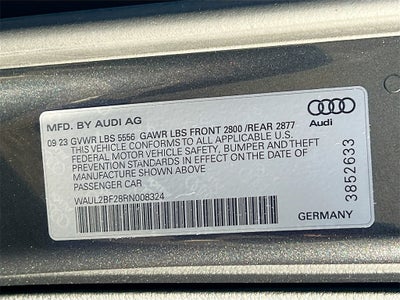 MFD. BY AUDI AG
09 23 GVWR LBS 5556 GAWR LBS FRONT 2800 /REAR 2877
THIS VEHICLE CONFORMS TO ALL APPLICABLE U.S.
FEDERAL MOTOR VEHICLE SAFETY, BUMPER AND THEFT
PREVENTION STANDARDS IN EFFECT ON THE DATE OF
MANUFACTURE SHOWN ABOVE
PASSENGER CAR
WAUL2BF28RN008324
Audi
3852633
GERMANY